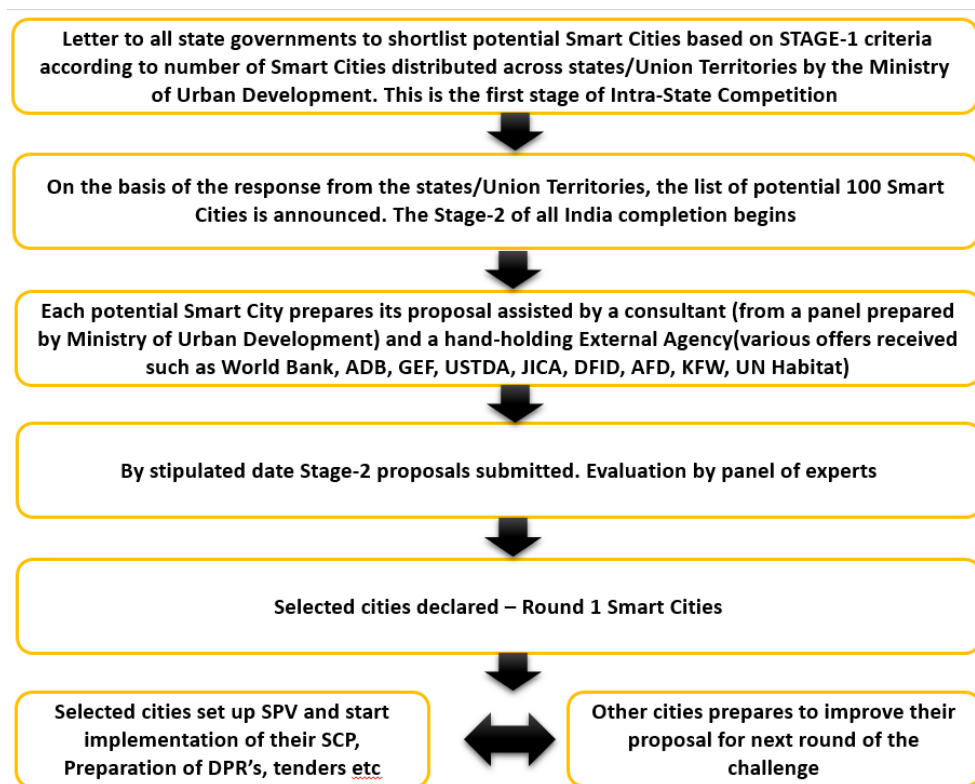 Letter to all state governments to shortlist potential Smart Cities based on STAGE-1 criteria
according to number of Smart Cities distributed across states/Union Territories by the Ministry
of Urban Development. This is the first stage of Intra-State Competition
On the basis of the response from the states/Union Territories, the list of potential 100 Smart
Cities is announced. The Stage-2 of all India completion begins
Each potential Smart City prepares its proposal assisted by a consultant (from a panel prepared
by Ministry of Urban Development) and a hand-holding External Agency(various offers received
such as World Bank, ADB, GEF, USTDA, JICA, DFID, AFD, KFW, UN Habitat)
By stipulated date Stage-2 proposals submitted. Evaluation by panel of experts
Selected cities declared – Round 1 Smart Cities
Selected cities set up SPV and start
implementation of their SCP,
Preparation of DPR's, tenders etc
Other cities prepares to improve their
proposal for next round of the
challenge